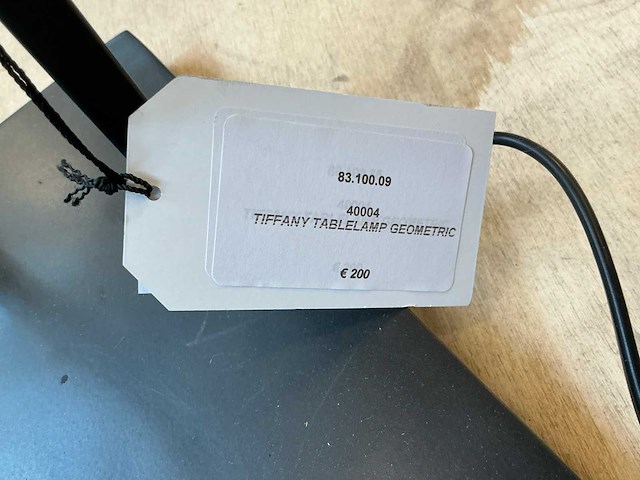 83.100.09
40004
TIFFANY TABLELAMP GEOMETRIC
€ 200